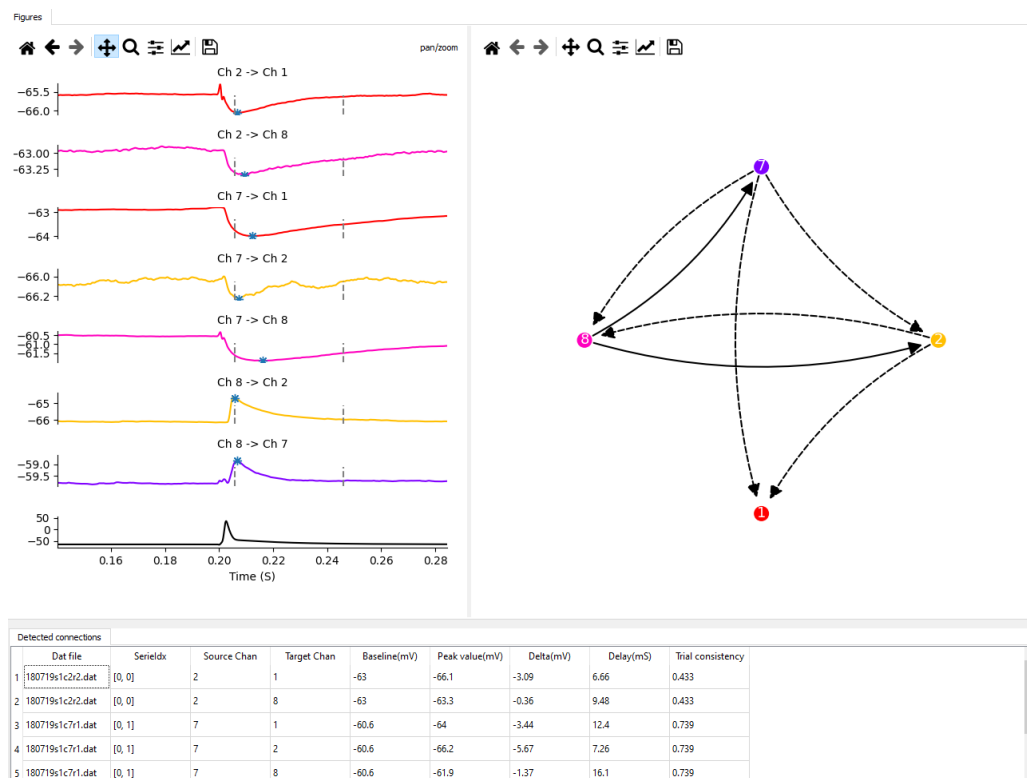 Figures
pan/zoom
Ch 2 -> Ch 1
−65.5
−66.0
Ch 2 -> Ch 8
−63.00
−63.25
Ch 7 -> Ch 1
−63
−64
Ch 7 -> Ch 2
−66.0
−66.2
Ch 7 -> Ch 8
−60.5
−61.0
−61.5
Ch 8 -> Ch 2
−65
−66
Ch 8 -> Ch 7
−59.0
−59.5
50
0
−50
0.16 0.18 0.20 0.22 0.24 0.26 0.28
Time (S)
7
8
2
1
Detected connections
Dat file SerieIdx Source Chan Target Chan Baseline(mV) Peak value(mV) Delta(mV) Delay(mS) Trial consistency
1 180719s1c2r2.dat [0, 0] 2 1 -63 -66.1 -3.09 6.66 0.433
2 180719s1c2r2.dat [0, 0] 2 8 -63 -63.3 -0.36 9.48 0.433
3 180719s1c7r1.dat [0, 1] 7 1 -60.6 -64 -3.44 12.4 0.739
4 180719s1c7r1.dat [0, 1] 7 2 -60.6 -66.2 -5.67 7.26 0.739
5 180719s1c7r1.dat [0, 1] 7 8 -60.6 -61.9 -1.37 16.1 0.739